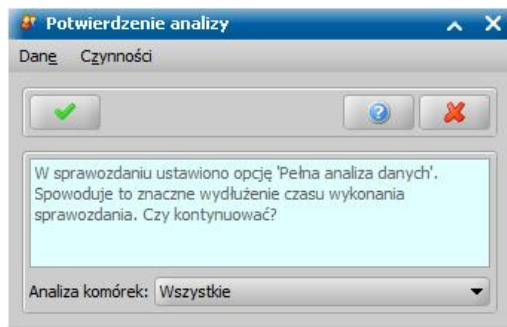 Potwierdzenie analizy
Dane Czynności
W sprawozdaniu ustawiono opcję 'Pełna analiza danych'.
Spowoduje to znaczne wydłużenie czasu wykonania
sprawozdania. Czy kontynuować?
Analiza komórek: Wszystkie